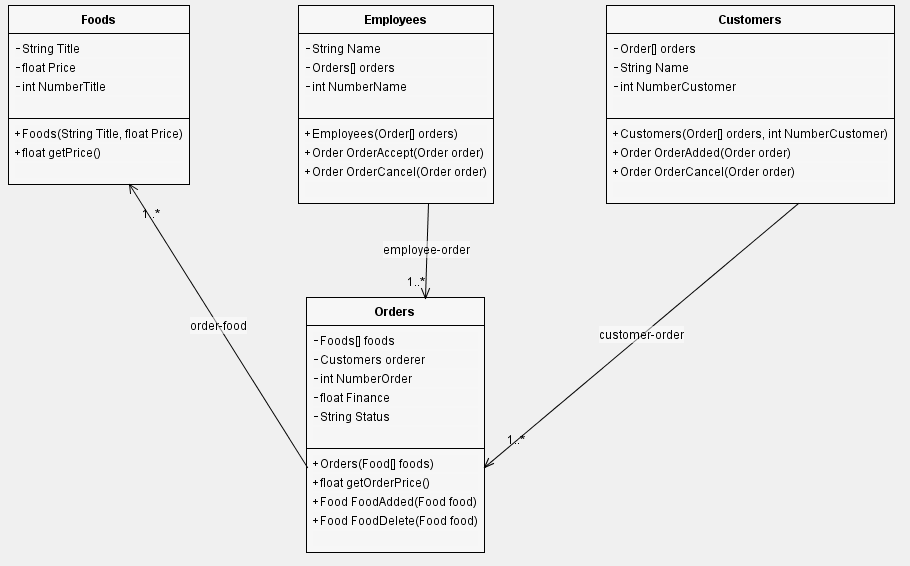 Foods
-String Title
-float Price
-int NumberTitle
+Foods(String Title, float Price)
+float getPrice()
Employees
-String Name
-Orders[] orders
-int NumberName
+Employees(Order[] orders)
+Order OrderAccept(Order order)
+Order OrderCancel(Order order)
Customers
-Order[] orders
-String Name
-int NumberCustomer
+Customers(Order[] orders, int NumberCustomer)
+Order OrderAdded(Order order)
+Order OrderCancel(Order order)
1..*
employee-order
1..*
order-food
customer-order
1..*
Orders
-Foods[] foods
-Customers orderer
-int NumberOrder
-float Finance
-String Status
+Orders(Food[] foods)
+float getOrderPrice()
+Food FoodAdded(Food food)
+Food FoodDelete(Food food)